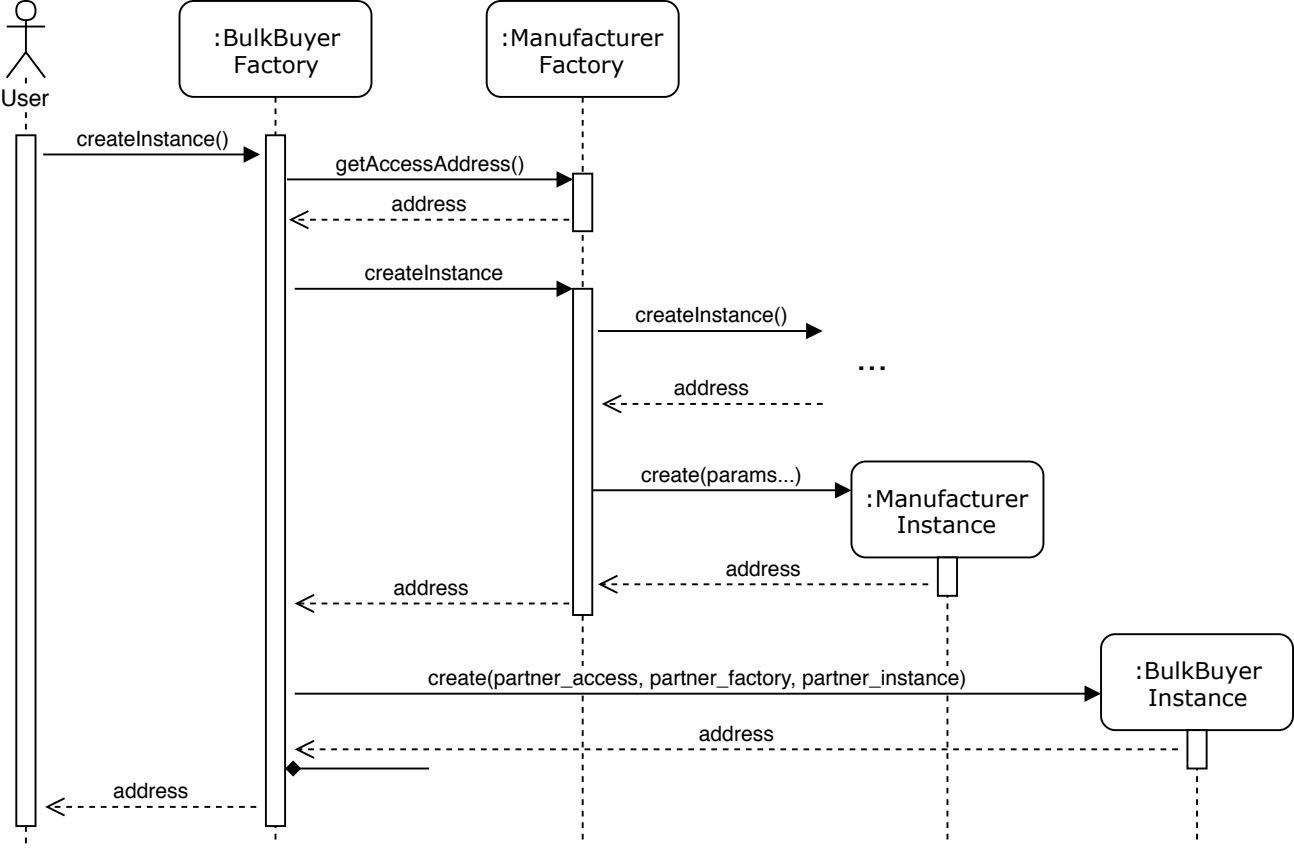 :BulkBuyer
Factory
:Manufacturer
Factory
User
createInstance()
getAccessAddress()
address
createInstance
createInstance()
...
address
create(params...)
:Manufacturer
Instance
address
address
create(partner_access, partner_factory, partner_instance)
:BulkBuyer
Instance
address
address